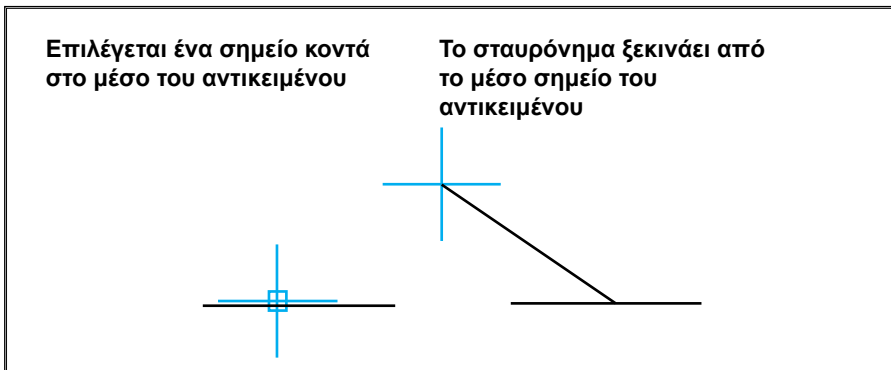 Επιλέγεται ένα σημείο κοντά
στο μέσο του αντικειμένου
Το σταυρόνημα ξεκινάει από
το μέσο σημείο του
αντικειμένου